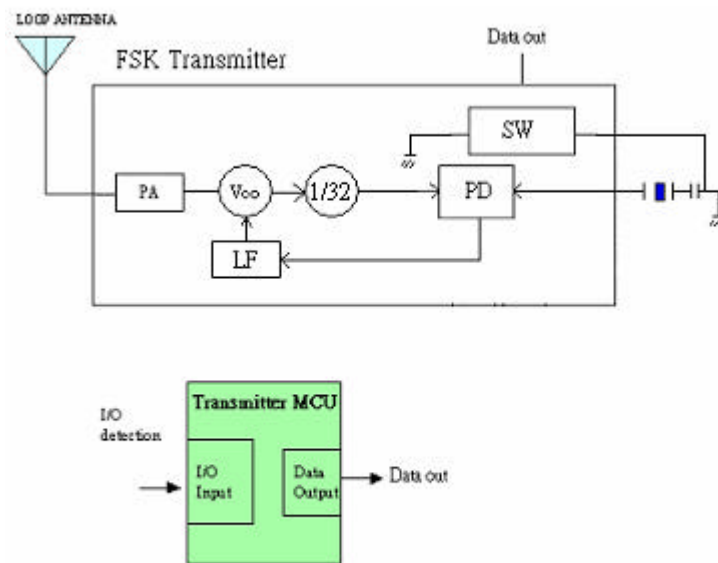 LOOP ANTENNA
Data out
FSK Transmitter
SW
PA
Vco
1/32
PD
LF
Transmitter MCU
I/O
detection
I/O
Input
Data
Output
Data out